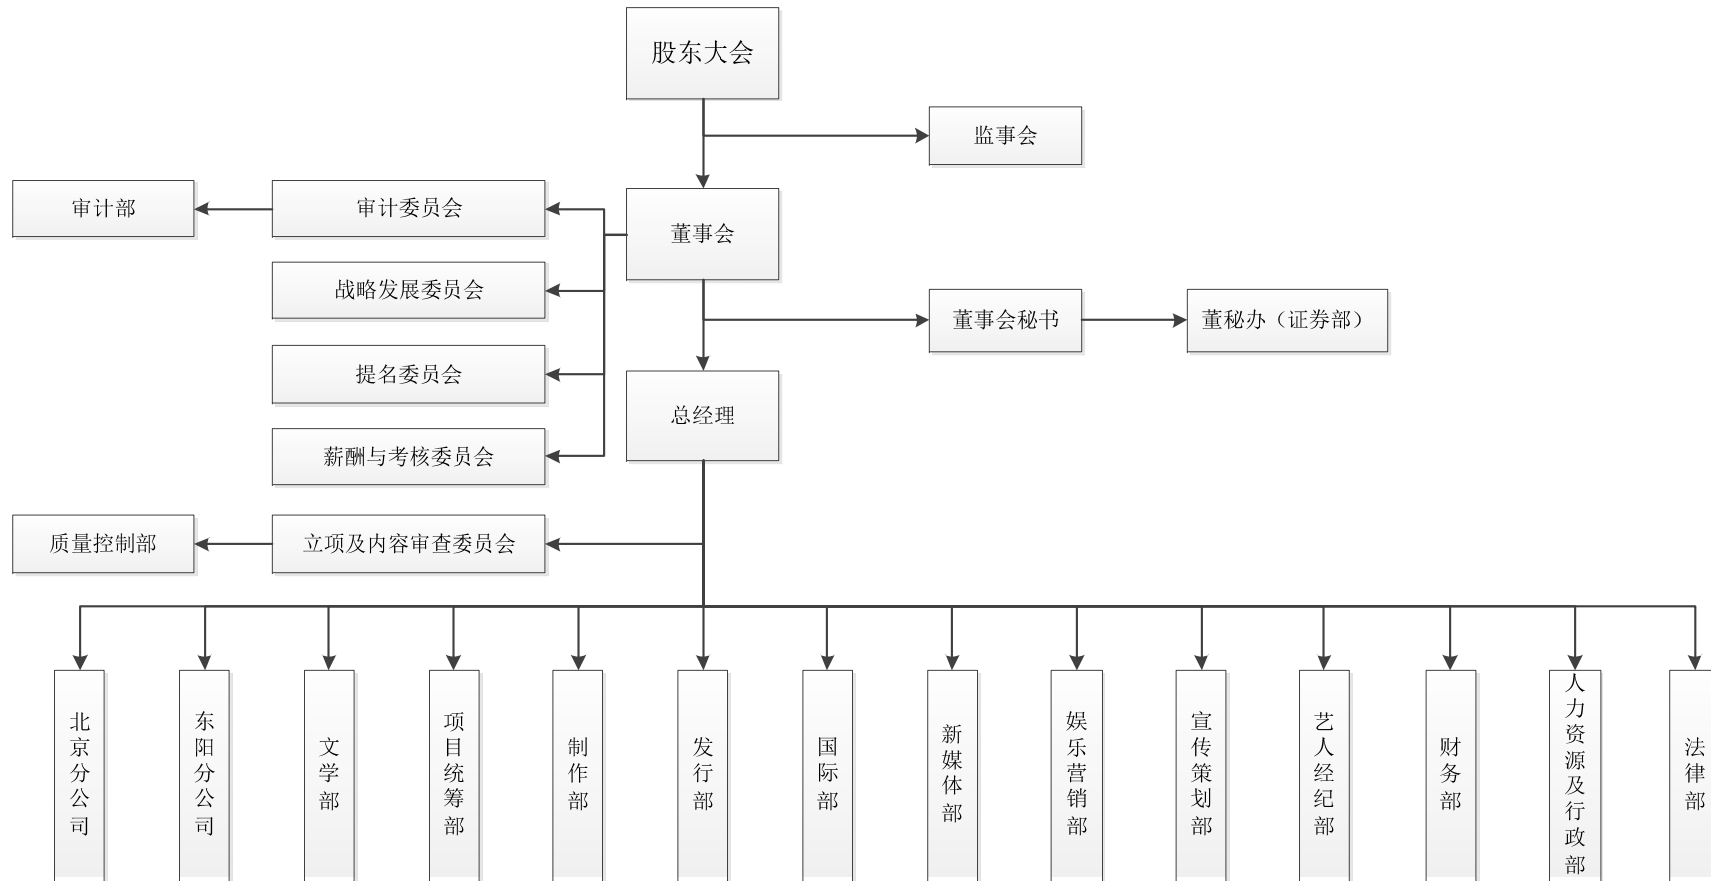 股东大会
监事会
审计部
审计委员会
董事会
战略发展委员会
董事会秘书
董秘办（证券部）
提名委员会
总经理
薪酬与考核委员会
质量控制部
立项及内容审查委员会
北京分公司
东阳分公司
文学部
项目统筹部
制作部
发行部
国际部
新媒体部
娱乐营销部
宣传策划部
艺人经纪部
财务部
人力资源及行政部
法律部